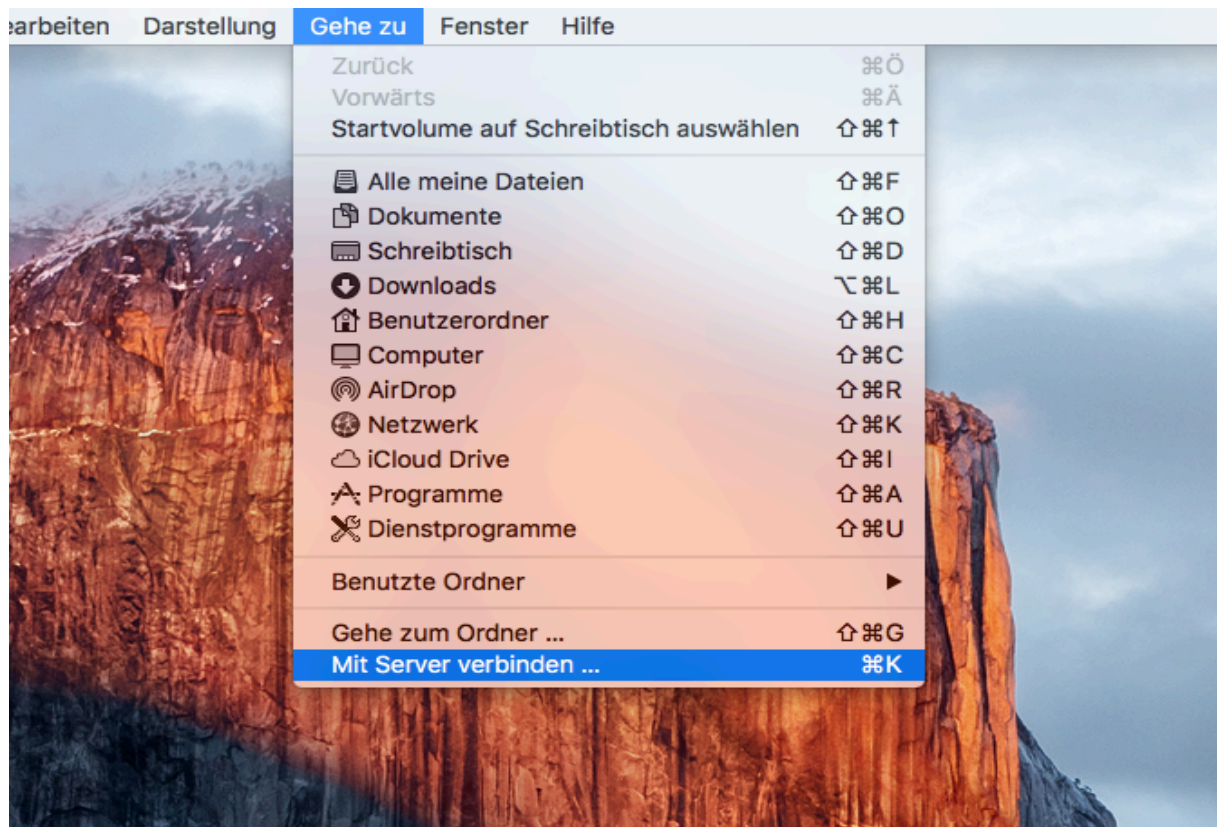 Darstellung Gehe zu Fenster Hilfe
Zurück ⌘Ö
Vorwärts ⌘Ä
Startvolume auf Schreibtisch auswählen ⇧⌘↑
Alle meine Dateien ⇧⌘F
Dokumente ⇧⌘O
Schreibtisch ⇧⌘D
Downloads ⌥⌘L
Benutzerordner ⇧⌘H
Computer ⇧⌘C
AirDrop ⇧⌘R
Netzwerk ⇧⌘K
iCloud Drive ⇧⌘I
Programme ⇧⌘A
Dienstprogramme ⇧⌘U
Benutzte Ordner ▶
Gehe zum Ordner ... ⇧⌘G
Mit Server verbinden ... ⌘K